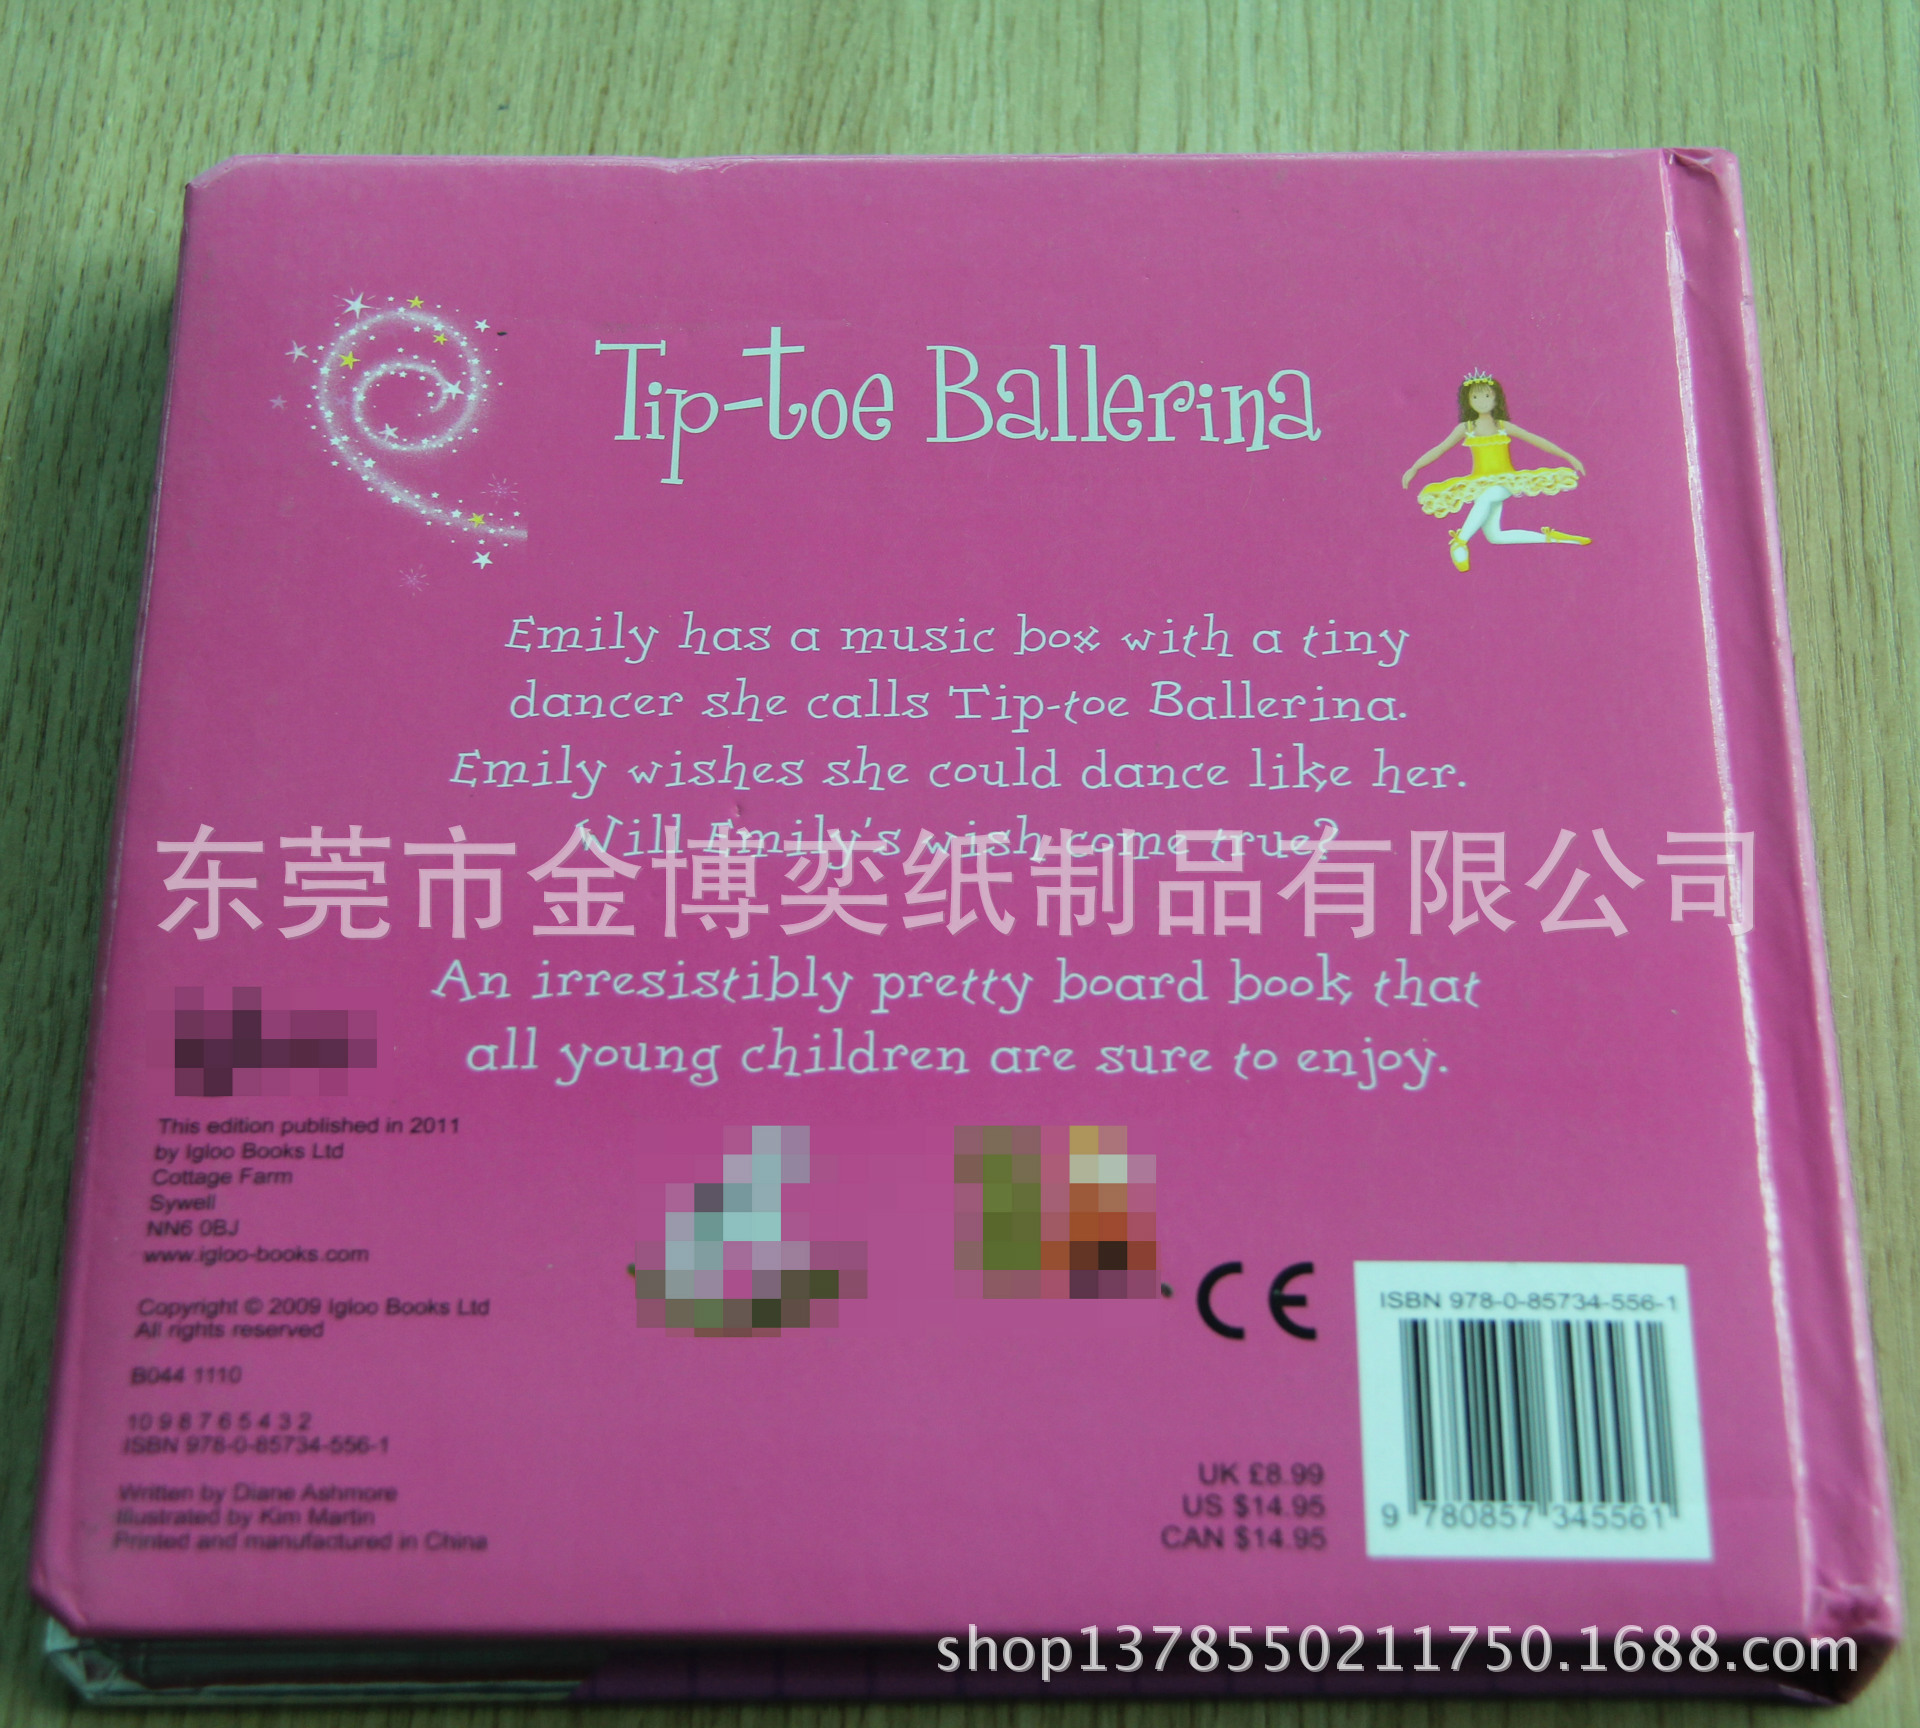 Tip-toe Ballerina
Emily has a music box with a tiny
dancer she calls Tip-toe Ballerina.
Emily wishes she could dance like her.
Will Emily's wish come true?
东莞市金博奕纸制品有限公司
An irresistibly pretty board book that
all young children are sure to enjoy.
This edition published in 2011
by Igloo Books Ltd
Cottage Farm
Sywell
NN6 0BJ
www.igloo-books.com
Copyright © 2009 Igloo Books Ltd
All rights reserved
B044 1110
10 9 8 7 6 5 4 3 2
ISBN 978-0-85734-556-1
Written by Diane Ashmore
Illustrated by Kim Martin
Printed and manufactured in China
CE
UK £8.99
US $14.95
CAN $14.95
ISBN 978-0-85734-556-1
9 780857 345561
shop1378550211750.1688.com